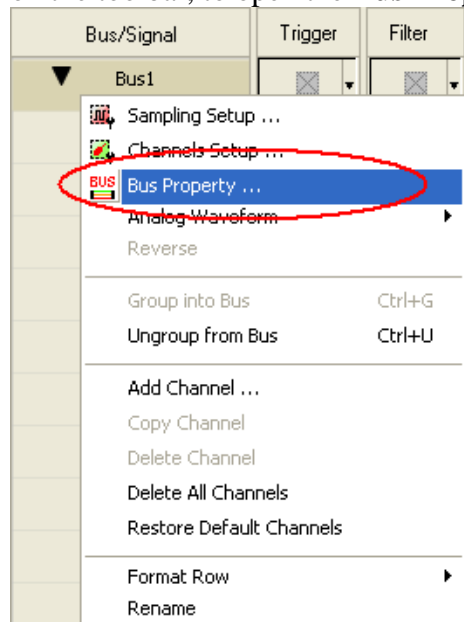 Bus/Signal Trigger Filter
Bus1
Sampling Setup ...
Channels Setup ...
BUS Bus Property ...
Analog Waveform
Reverse
Group into Bus Ctrl+G
Ungroup from Bus Ctrl+U
Add Channel ...
Copy Channel
Delete Channel
Delete All Channels
Restore Default Channels
Format Row
Rename